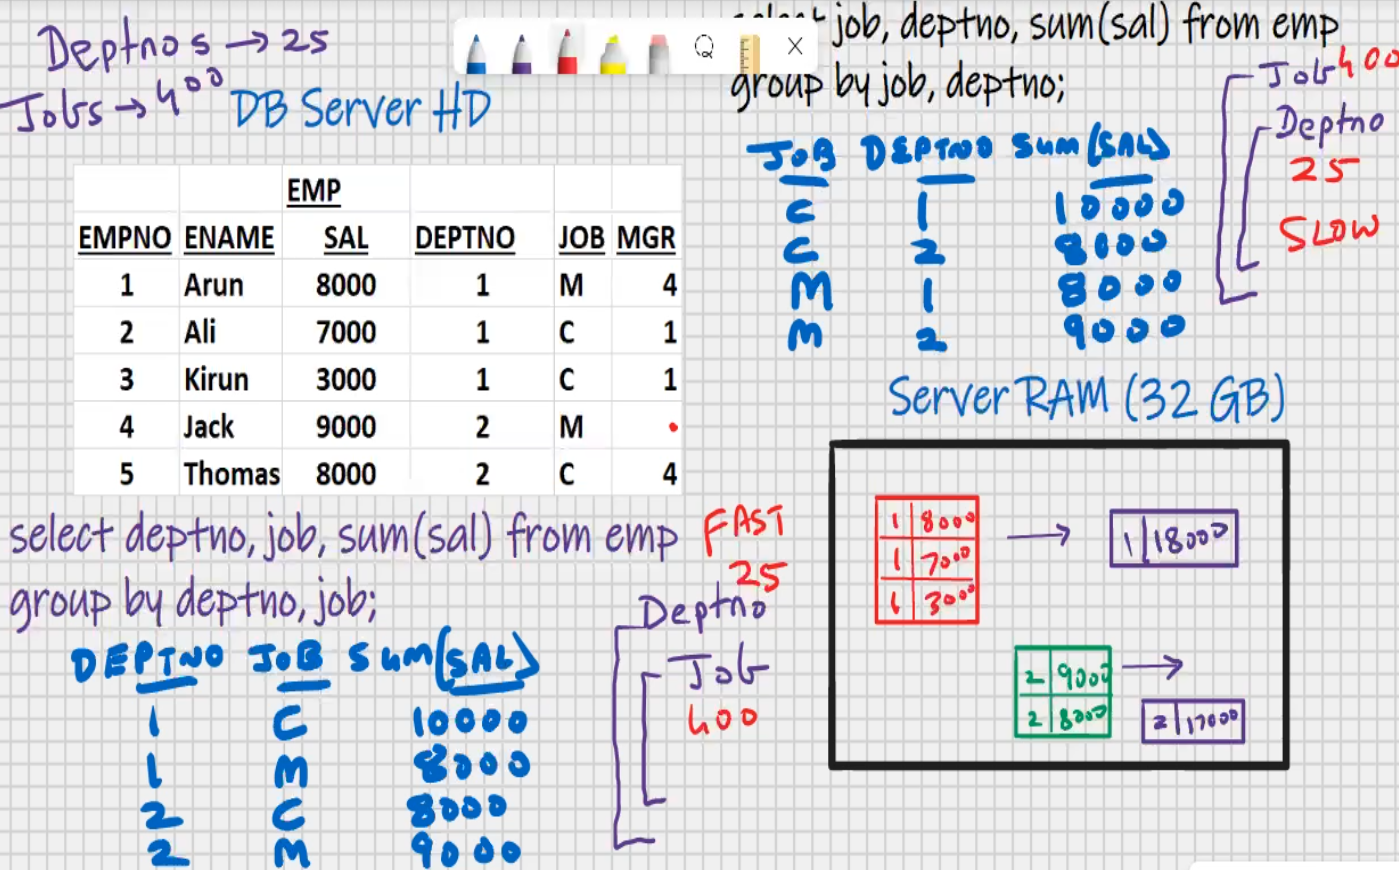 Deptnos → 25
Jobs → 400
DB Server HD
EMP
EMPNO ENAME SAL DEPTNO JOB MGR
1 Arun 8000 1 M 4
2 Ali 7000 1 C 1
3 Kirun 3000 1 C 1
4 Jack 9000 2 M
5 Thomas 8000 2 C 4
select deptno, job, sum(sal) from emp
group by deptno, job;
DEPTNO JOB SUM(SAL)
1 C 10000
1 M 8000
2 C 8000
2 M 9000
FAST
25
Deptno
Job
400
select job, deptno, sum(sal) from emp
group by job, deptno;
JOB DEPTNO SUM(SAL)
C 1 10000
C 2 8000
M 1 8000
M 2 9000
Job 400
Deptno
25
SLOW
Server RAM (32 GB)
1 8000
1 7000
1 3000
→ 1 18000
2 9000
2 8000
→ 2 17000